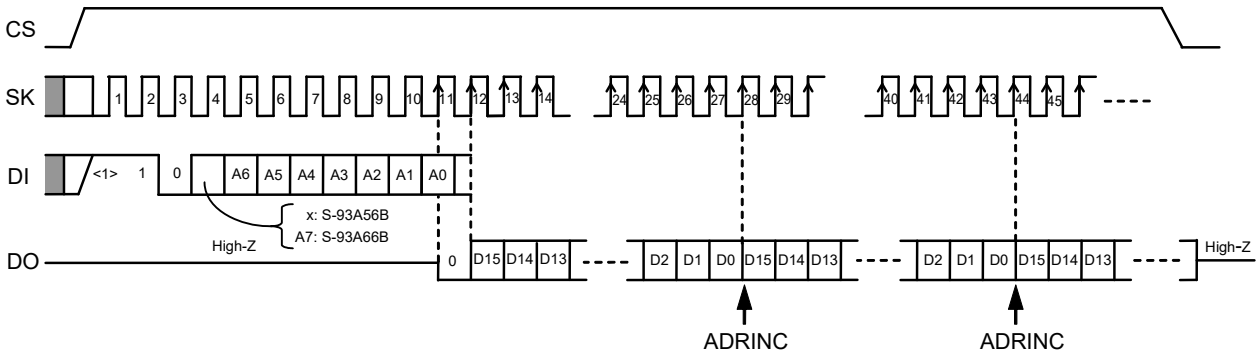 CS
SK 1 2 3 4 5 6 7 8 9 10 11 12 13 14 24 25 26 27 28 29 40 41 42 43 44 45
DI <1> 1 0 A6 A5 A4 A3 A2 A1 A0
x: S-93A56B
A7: S-93A66B
High-Z
High-Z
DO 0 D15 D14 D13 D2 D1 D0 D15 D14 D13 D2 D1 D0 D15 D14 D13
ADRINC ADRINC